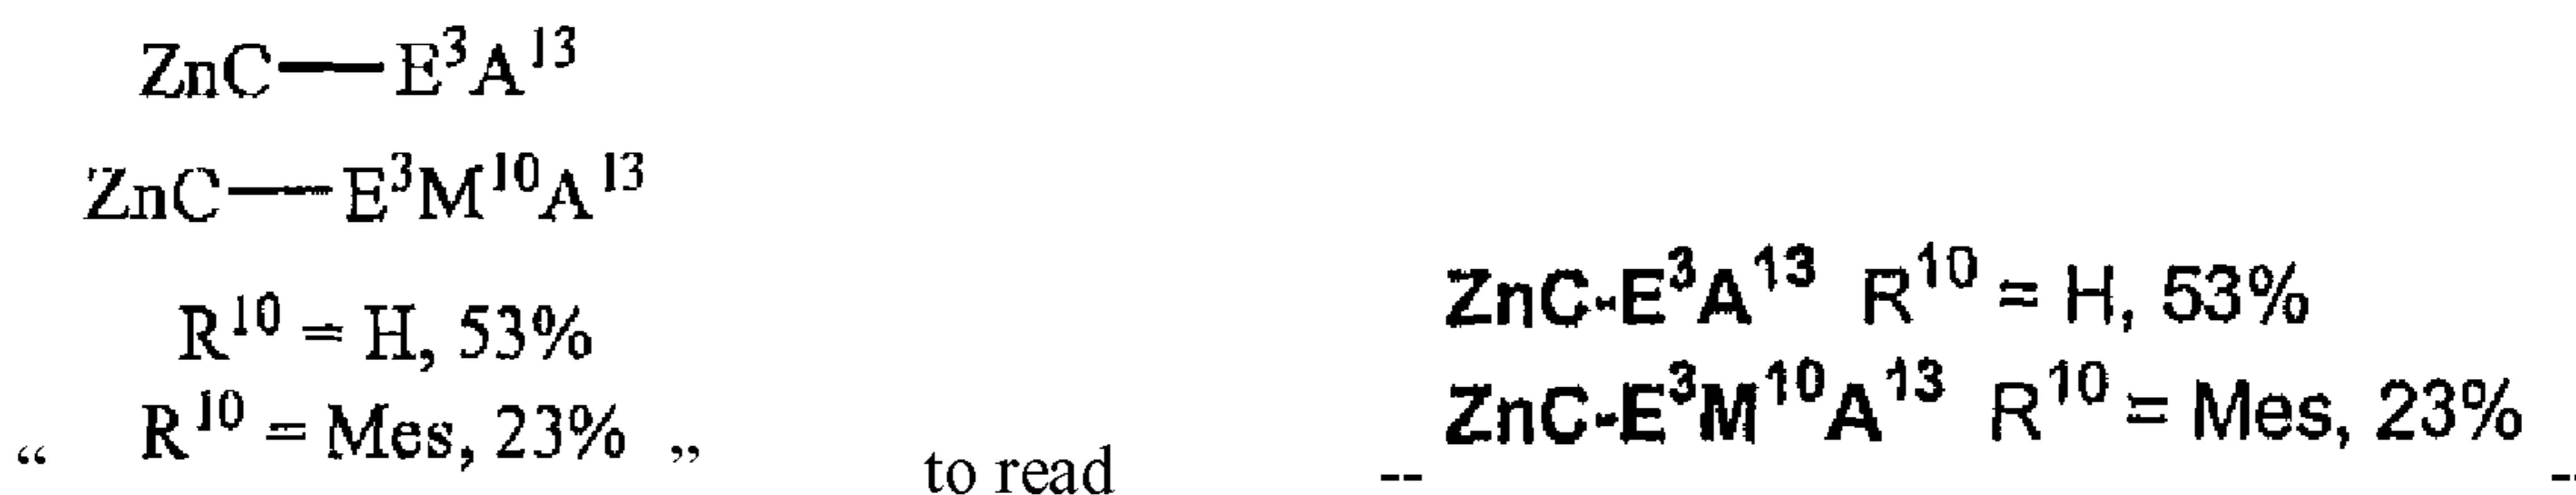 ZnC—E³A¹³
ZnC—E³M¹⁰A¹³
R¹⁰ = H, 53%
“ R¹⁰ = Mes, 23% ”
to read
ZnC-E³A¹³ R¹⁰ = H, 53%
-- ZnC-E³M¹⁰A¹³ R¹⁰ = Mes, 23% --